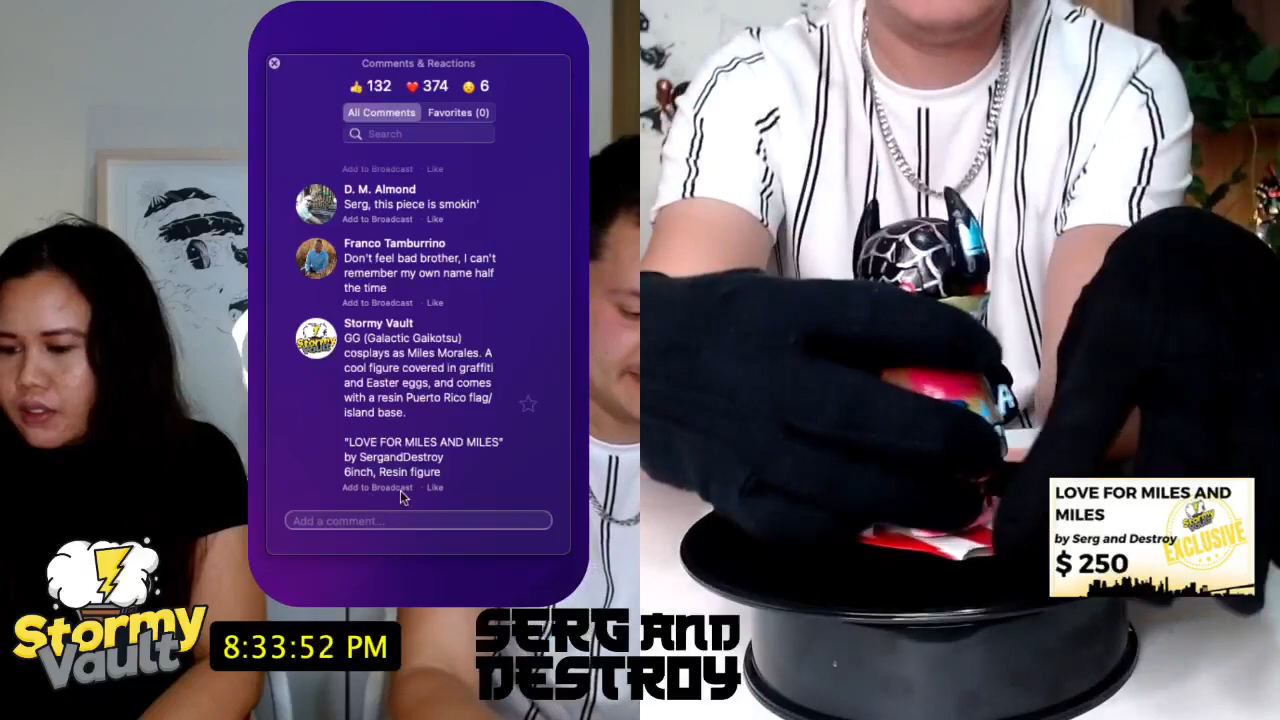 Comments & Reactions
132 374 6
All Comments Favorites (0)
Search
Add to Broadcast · Like
D. M. Almond
Serg, this piece is smokin'
Add to Broadcast · Like
Franco Tamburrino
Don't feel bad brother, I can't
remember my own name half
the time
Add to Broadcast · Like
Stormy Vault
GG (Galactic Gaikotsu)
cosplays as Miles Morales. A
cool figure covered in graffiti
and Easter eggs, and comes
with a resin Puerto Rico flag/
island base.
"LOVE FOR MILES AND MILES"
by SergandDestroy
6inch, Resin figure
Add to Broadcast · Like
Add a comment...
Stormy
Vault
8:33:52 PM
SERG AND
DESTROY
LOVE FOR MILES AND
MILES
by Serg and Destroy
$ 250
Stormy
Vault
EXCLUSIVE